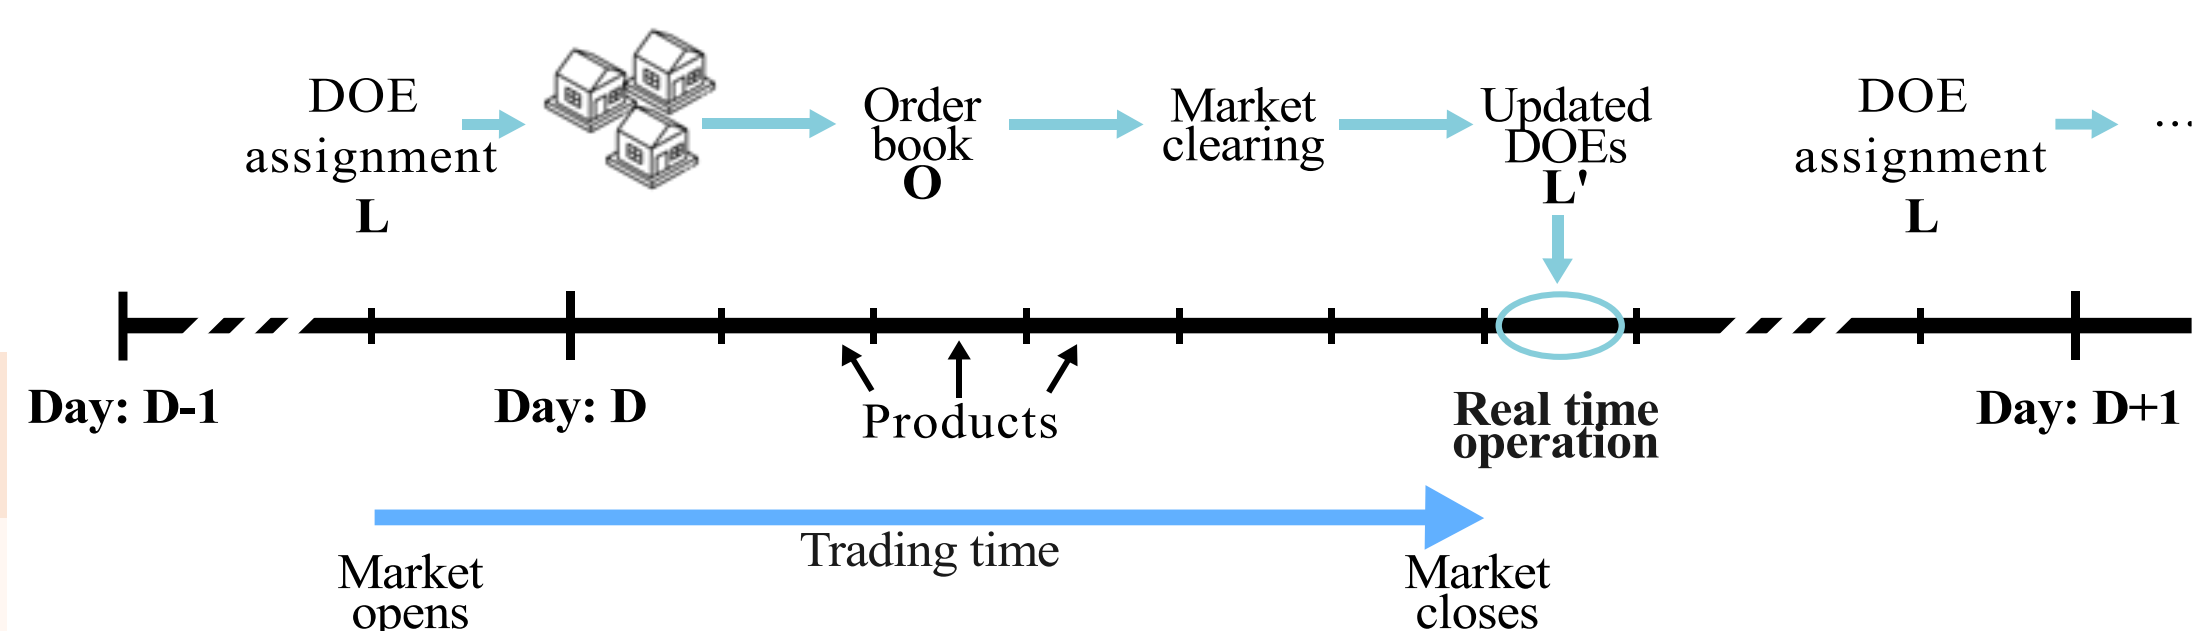 DOE
assignment
L
Order
book
O
Market
clearing
Updated
DOEs
L'
DOE
assignment
L
...
Day: D-1
Day: D
Products
Real time
operation
Day: D+1
Trading time
Market
opens
Market
closes